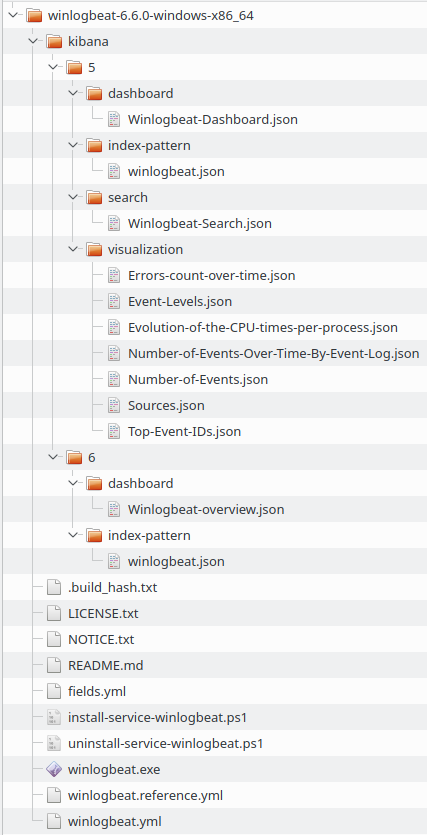 winlogbeat-6.6.0-windows-x86_64
kibana
5
dashboard
Winlogbeat-Dashboard.json
index-pattern
winlogbeat.json
search
Winlogbeat-Search.json
visualization
Errors-count-over-time.json
Event-Levels.json
Evolution-of-the-CPU-times-per-process.json
Number-of-Events-Over-Time-By-Event-Log.json
Number-of-Events.json
Sources.json
Top-Event-IDs.json
6
dashboard
Winlogbeat-overview.json
index-pattern
winlogbeat.json
.build_hash.txt
LICENSE.txt
NOTICE.txt
README.md
fields.yml
install-service-winlogbeat.ps1
uninstall-service-winlogbeat.ps1
winlogbeat.exe
winlogbeat.reference.yml
winlogbeat.yml